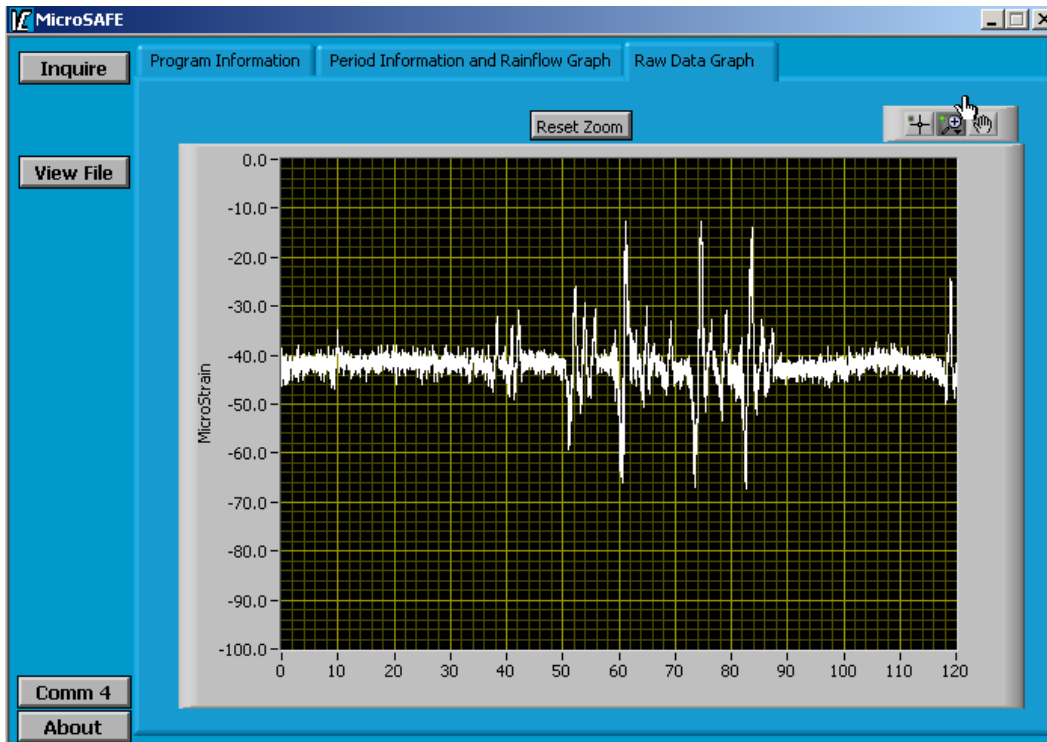 MicroSAFE
Inquire
Program Information
Period Information and Rainflow Graph
Raw Data Graph
Reset Zoom
View File
0.0
-10.0
-20.0
-30.0
-40.0
-50.0
-60.0
-70.0
-80.0
-90.0
-100.0
MicroStrain
0 10 20 30 40 50 60 70 80 90 100 110 120
Comm 4
About